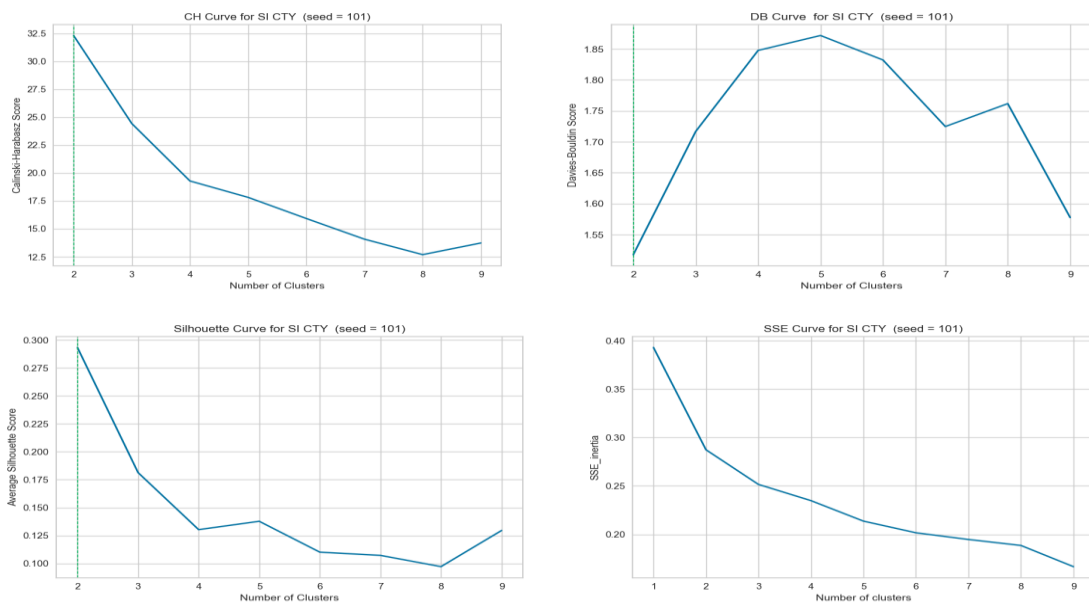 CH Curve for SI CTY (seed = 101)
Calinski-Harabasz Score
32.5
30.0
27.5
25.0
22.5
20.0
17.5
15.0
12.5
2 3 4 5 6 7 8 9
Number of Clusters
DB Curve for SI CTY (seed = 101)
Davies-Bouldin Score
1.85
1.80
1.75
1.70
1.65
1.60
1.55
2 3 4 5 6 7 8 9
Number of Clusters
Silhouette Curve for SI CTY (seed = 101)
Average Silhouette Score
0.300
0.275
0.250
0.225
0.200
0.175
0.150
0.125
0.100
2 3 4 5 6 7 8 9
Number of Clusters
SSE Curve for SI CTY (seed = 101)
SSE_inertia
0.40
0.35
0.30
0.25
0.20
1 2 3 4 5 6 7 8 9
Number of clusters